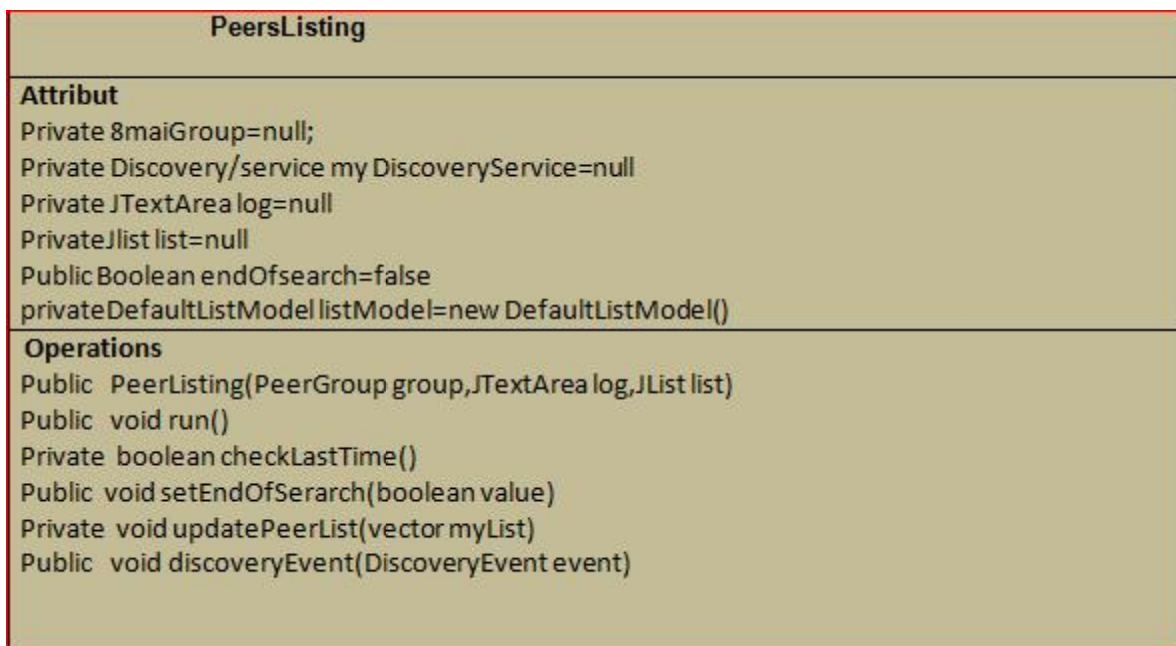 PeersListing
Attribut
Private 8maiGroup=null;
Private Discovery/service my DiscoveryService=null
Private JTextArea log=null
PrivateJlist list=null
Public Boolean endOfsearch=false
privateDefaultListModel listModel=new DefaultListModel()
Operations
Public PeerListing(PeerGroup group,JTextArea log,JList list)
Public void run()
Private boolean checkLastTime()
Public void setEndOfSerarch(boolean value)
Private void updatePeerList(vector myList)
Public void discoveryEvent(DiscoveryEvent event)